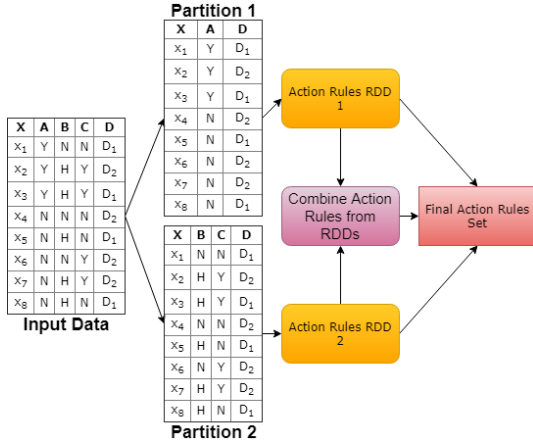 Partition 1
X A D
x1 Y D1
x2 Y D2
x3 Y D1
x4 N D2
x5 N D1
x6 N D2
x7 N D2
x8 N D1
Action Rules RDD
1
X A B C D
x1 Y N N D1
x2 Y H Y D2
x3 Y H Y D1
x4 N N N D2
x5 N H N D1
x6 N N Y D2
x7 N H Y D2
x8 N H N D1
Input Data
Combine Action
Rules from
RDDs
Final Action Rules
Set
X B C D
x1 N N D1
x2 H Y D2
x3 H Y D1
x4 N N D2
x5 H N D1
x6 N Y D2
x7 H Y D2
x8 H N D1
Partition 2
Action Rules RDD
2